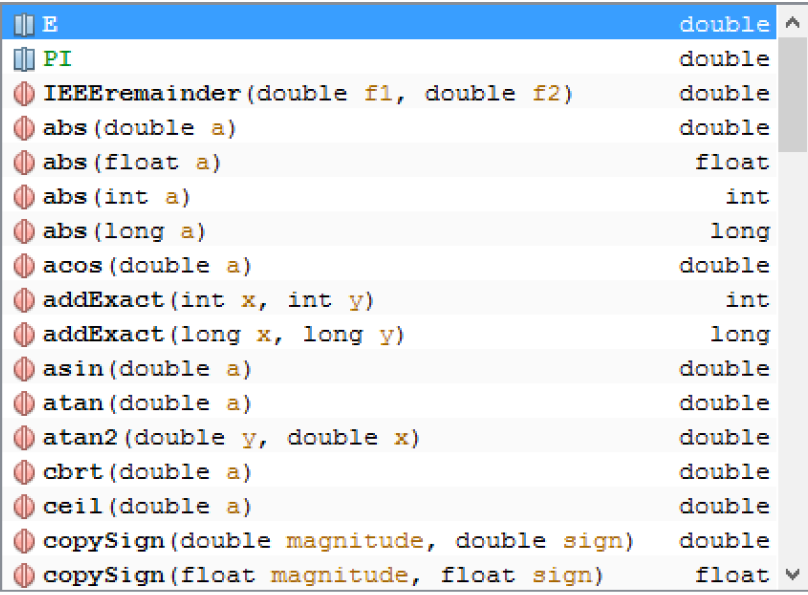 E double
PI double
IEEEremainder(double f1, double f2) double
abs(double a) double
abs(float a) float
abs(int a) int
abs(long a) long
acos(double a) double
addExact(int x, int y) int
addExact(long x, long y) long
asin(double a) double
atan(double a) double
atan2(double y, double x) double
cbrt(double a) double
ceil(double a) double
copySign(double magnitude, double sign) double
copySign(float magnitude, float sign) float